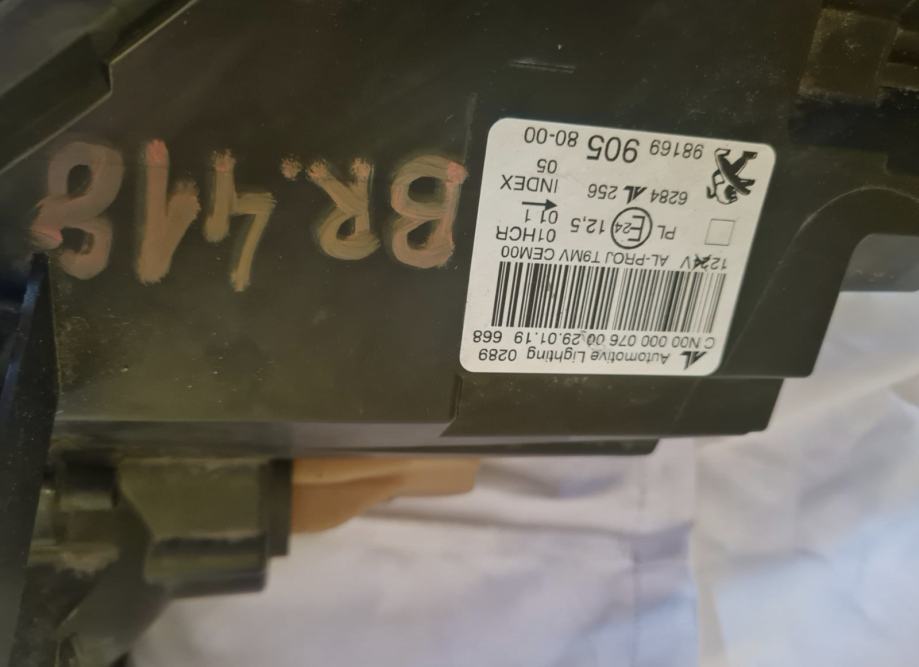 BR.418
AL Automotive Lighting 0289
C N00 000 076 00 29.01.19 668
AL-PROJ T9MV CEM00
PL E24 12,5 01HCR
01 1
6284 AL 256 INDEX
05
98169 905 80-00